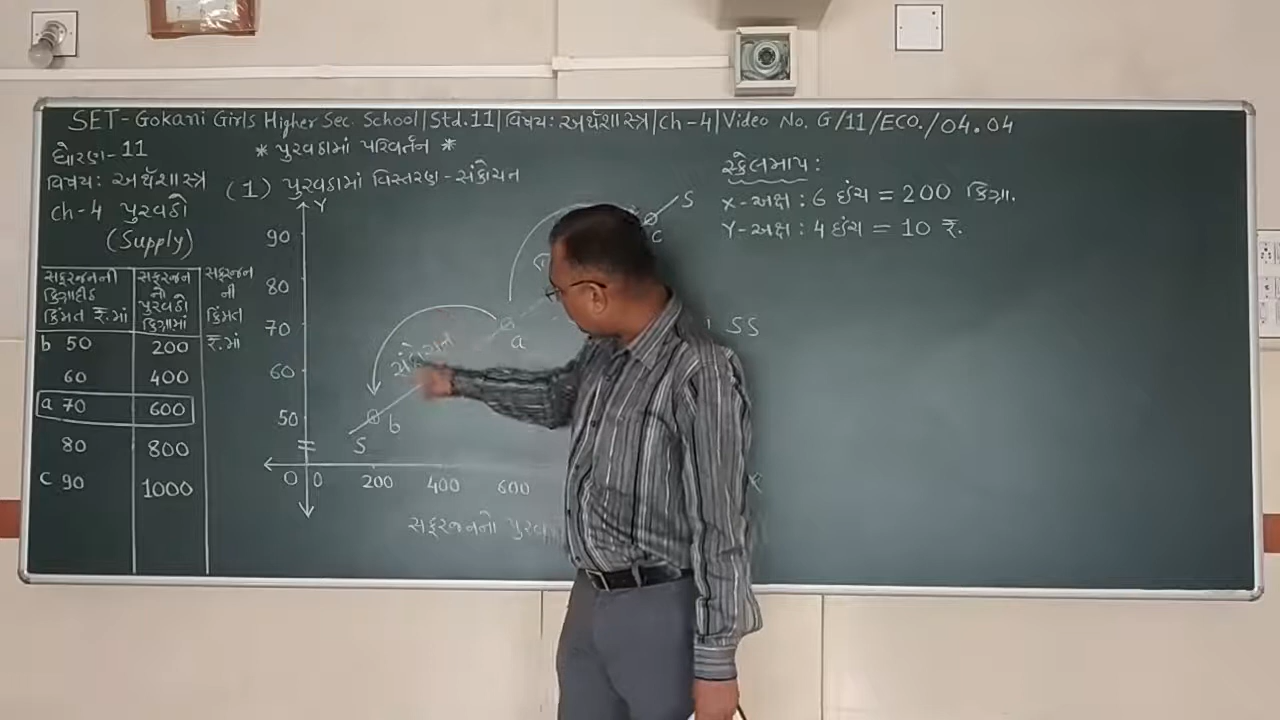 SET-Gokani Girls Higher Sec. School|Std.11|વિષય: અર્થશાસ્ત્ર|Ch-4|Video No. G/11/ECO./04.04
ધોરણ-11
વિષય: અર્થશાસ્ત્ર
Ch-4 પુરવઠો
(Supply)
* પુરવઠામાં પરિવર્તન *
(1) પુરવઠામાં વિસ્તરણ-સંકોચન
સ્કેલમાપ:
X-અક્ષ : 6 ઇંચ = 200 કિગ્રા.
Y-અક્ષ : 4 ઇંચ = 10 ₹.
સફરજનની કિગ્રાદીઠ કિંમત ₹.માં
સફરજનનો પુરવઠો કિગ્રામાં
b 50 200
60 400
a 70 600
80 800
c 90 1000
સફરજનની કિંમત ₹.માં
Y
90
80
70
60
50
S
C
a
સંકોચન
b
S
SS
O 0 200 400 600
સફરજનનો